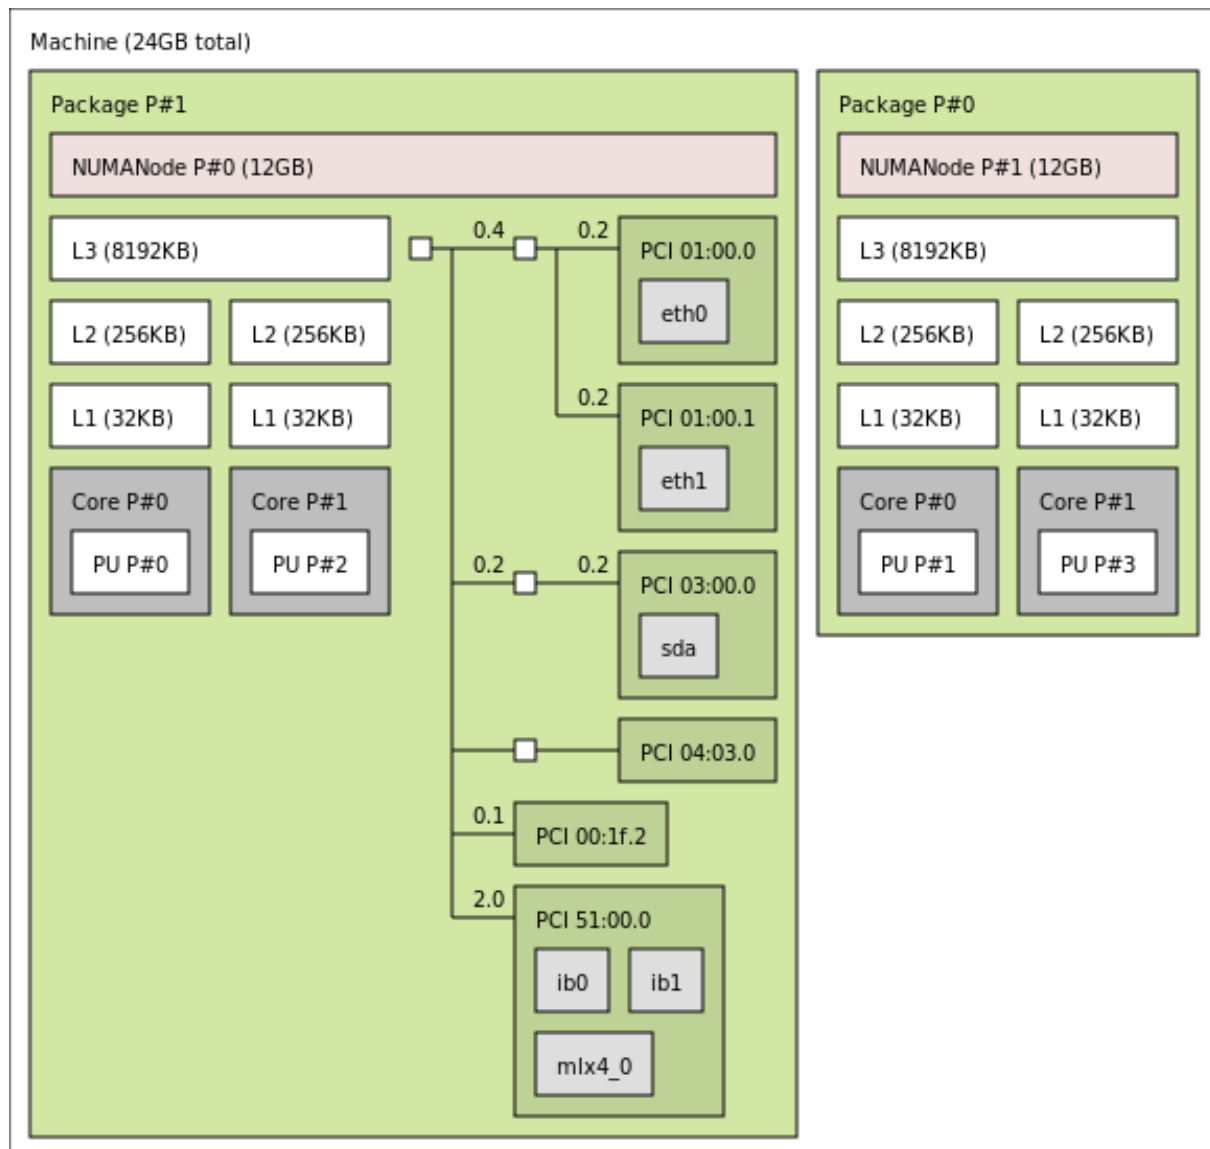 Machine (24GB total)
Package P#1
NUMANode P#0 (12GB)
L3 (8192KB)
L2 (256KB) L2 (256KB)
L1 (32KB) L1 (32KB)
Core P#0 Core P#1
PU P#0 PU P#2
0.4 0.2
PCI 01:00.0
eth0
0.2
PCI 01:00.1
eth1
0.2 0.2
PCI 03:00.0
sda
PCI 04:03.0
0.1
PCI 00:1f.2
2.0
PCI 51:00.0
ib0 ib1
mlx4_0
Package P#0
NUMANode P#1 (12GB)
L3 (8192KB)
L2 (256KB) L2 (256KB)
L1 (32KB) L1 (32KB)
Core P#0 Core P#1
PU P#1 PU P#3